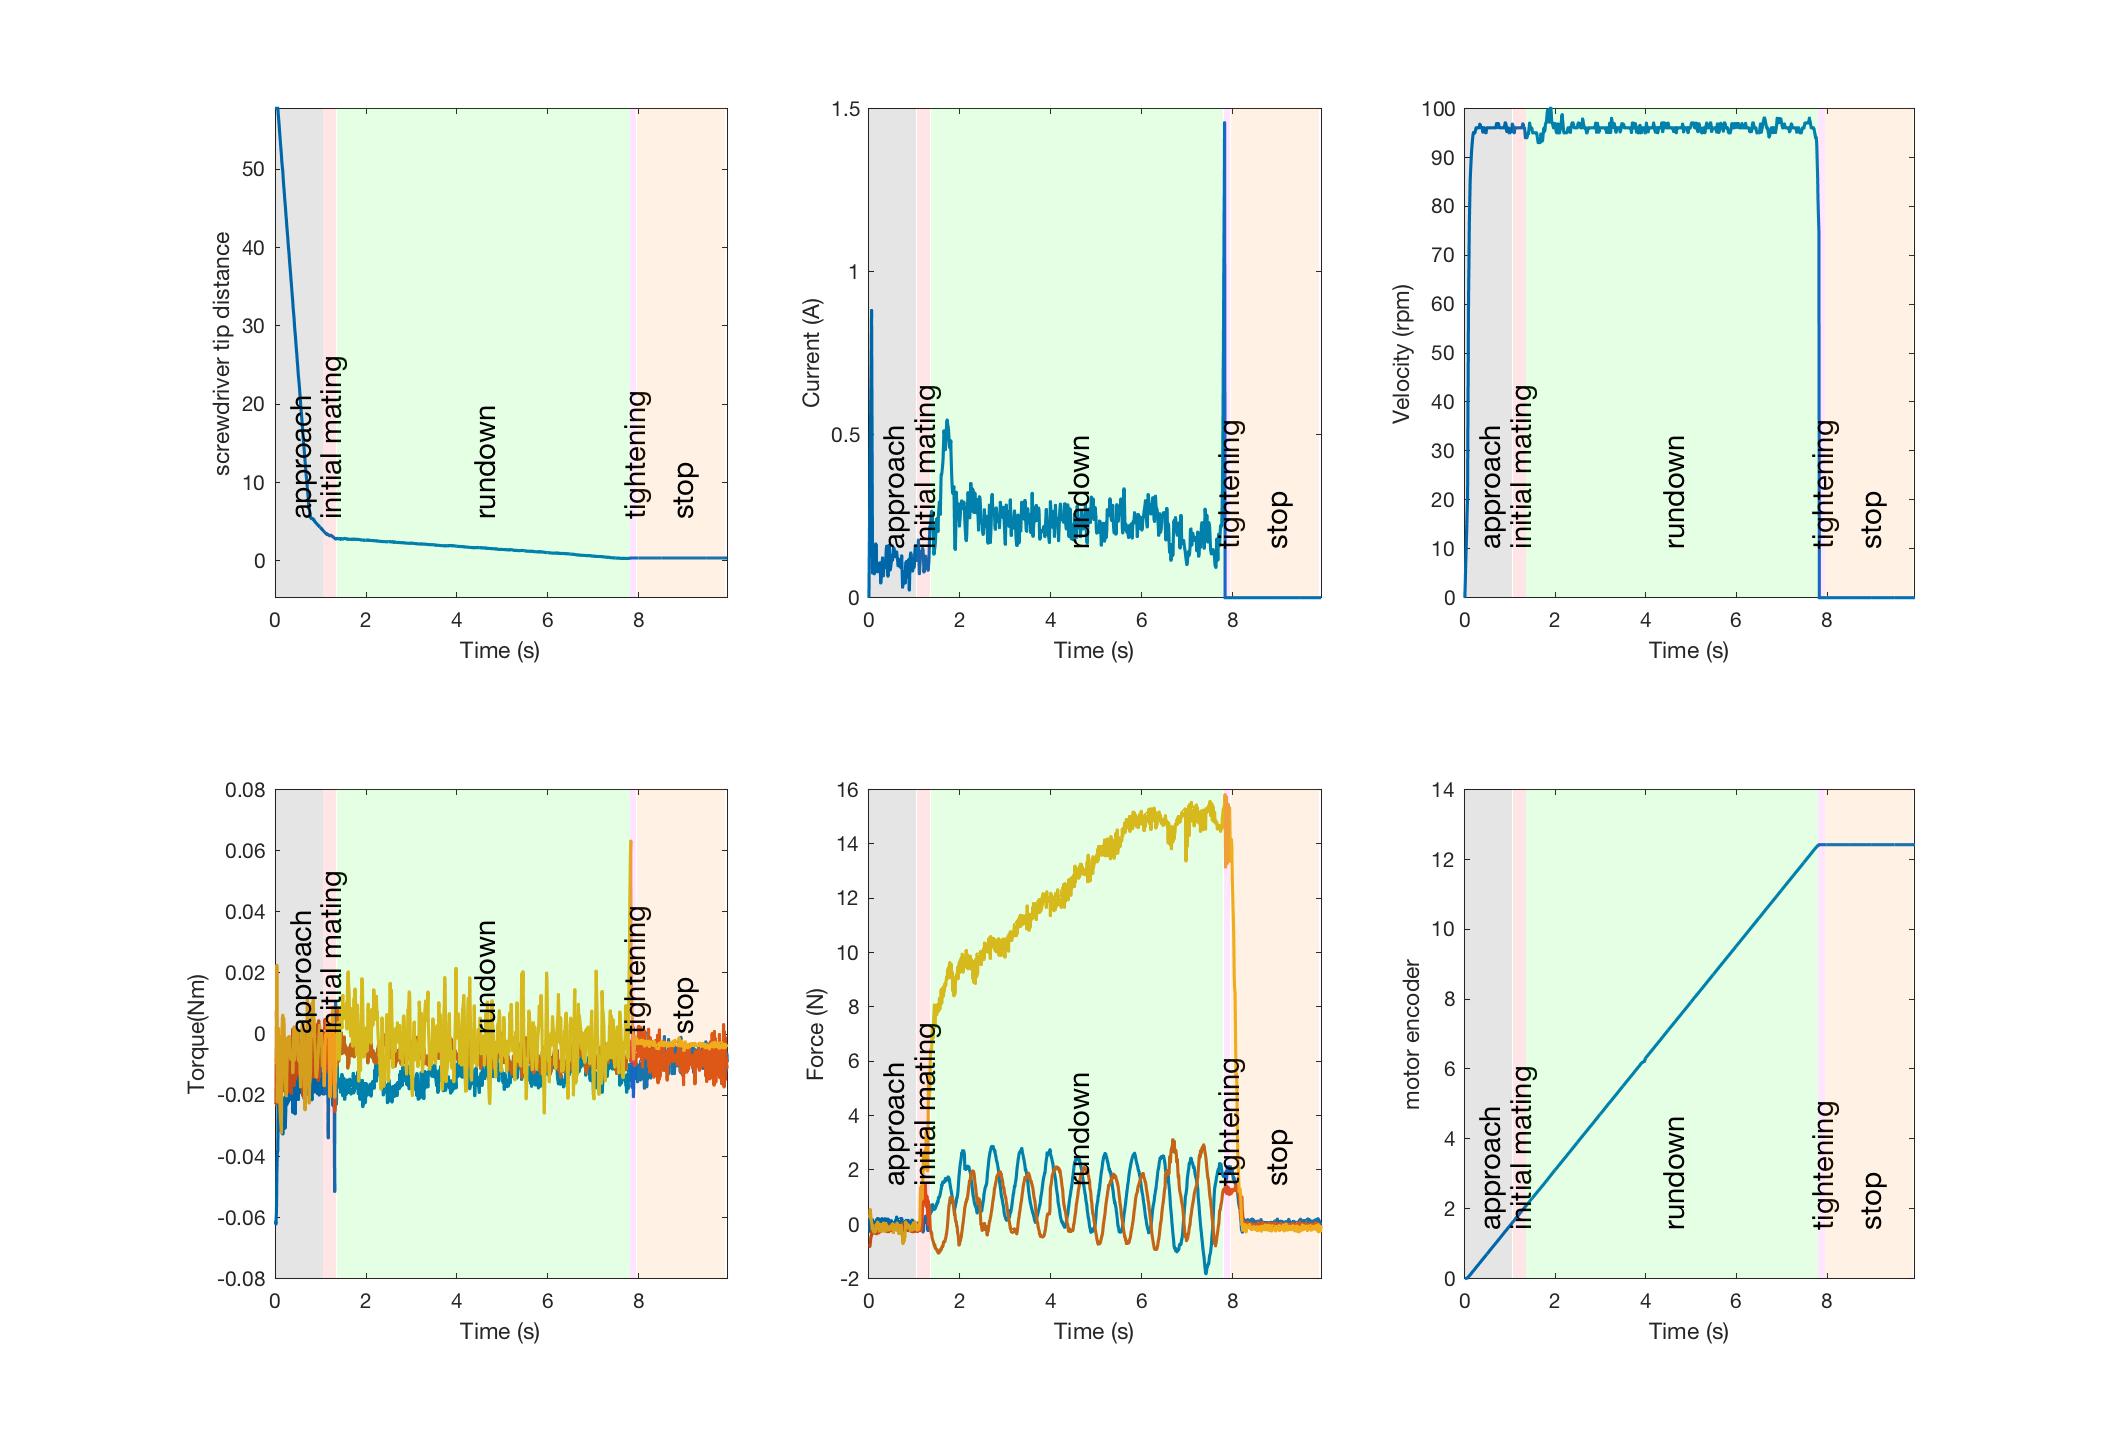 screwdriver tip distance
50
40
30
20
10
0
approach
initial mating
rundown
tightening
stop
0 2 4 6 8
Time (s)
Current (A)
1.5
1
0.5
0
approach
initial mating
rundown
tightening
stop
0 2 4 6 8
Time (s)
Velocity (rpm)
100
90
80
70
60
50
40
30
20
10
0
approach
initial mating
rundown
tightening
stop
0 2 4 6 8
Time (s)
Torque(Nm)
0.08
0.06
0.04
0.02
0
-0.02
-0.04
-0.06
-0.08
approach
initial mating
rundown
tightening
stop
0 2 4 6 8
Time (s)
Force (N)
16
14
12
10
8
6
4
2
0
-2
approach
initial mating
rundown
tightening
stop
0 2 4 6 8
Time (s)
motor encoder
14
12
10
8
6
4
2
0
approach
initial mating
rundown
tightening
stop
0 2 4 6 8
Time (s)